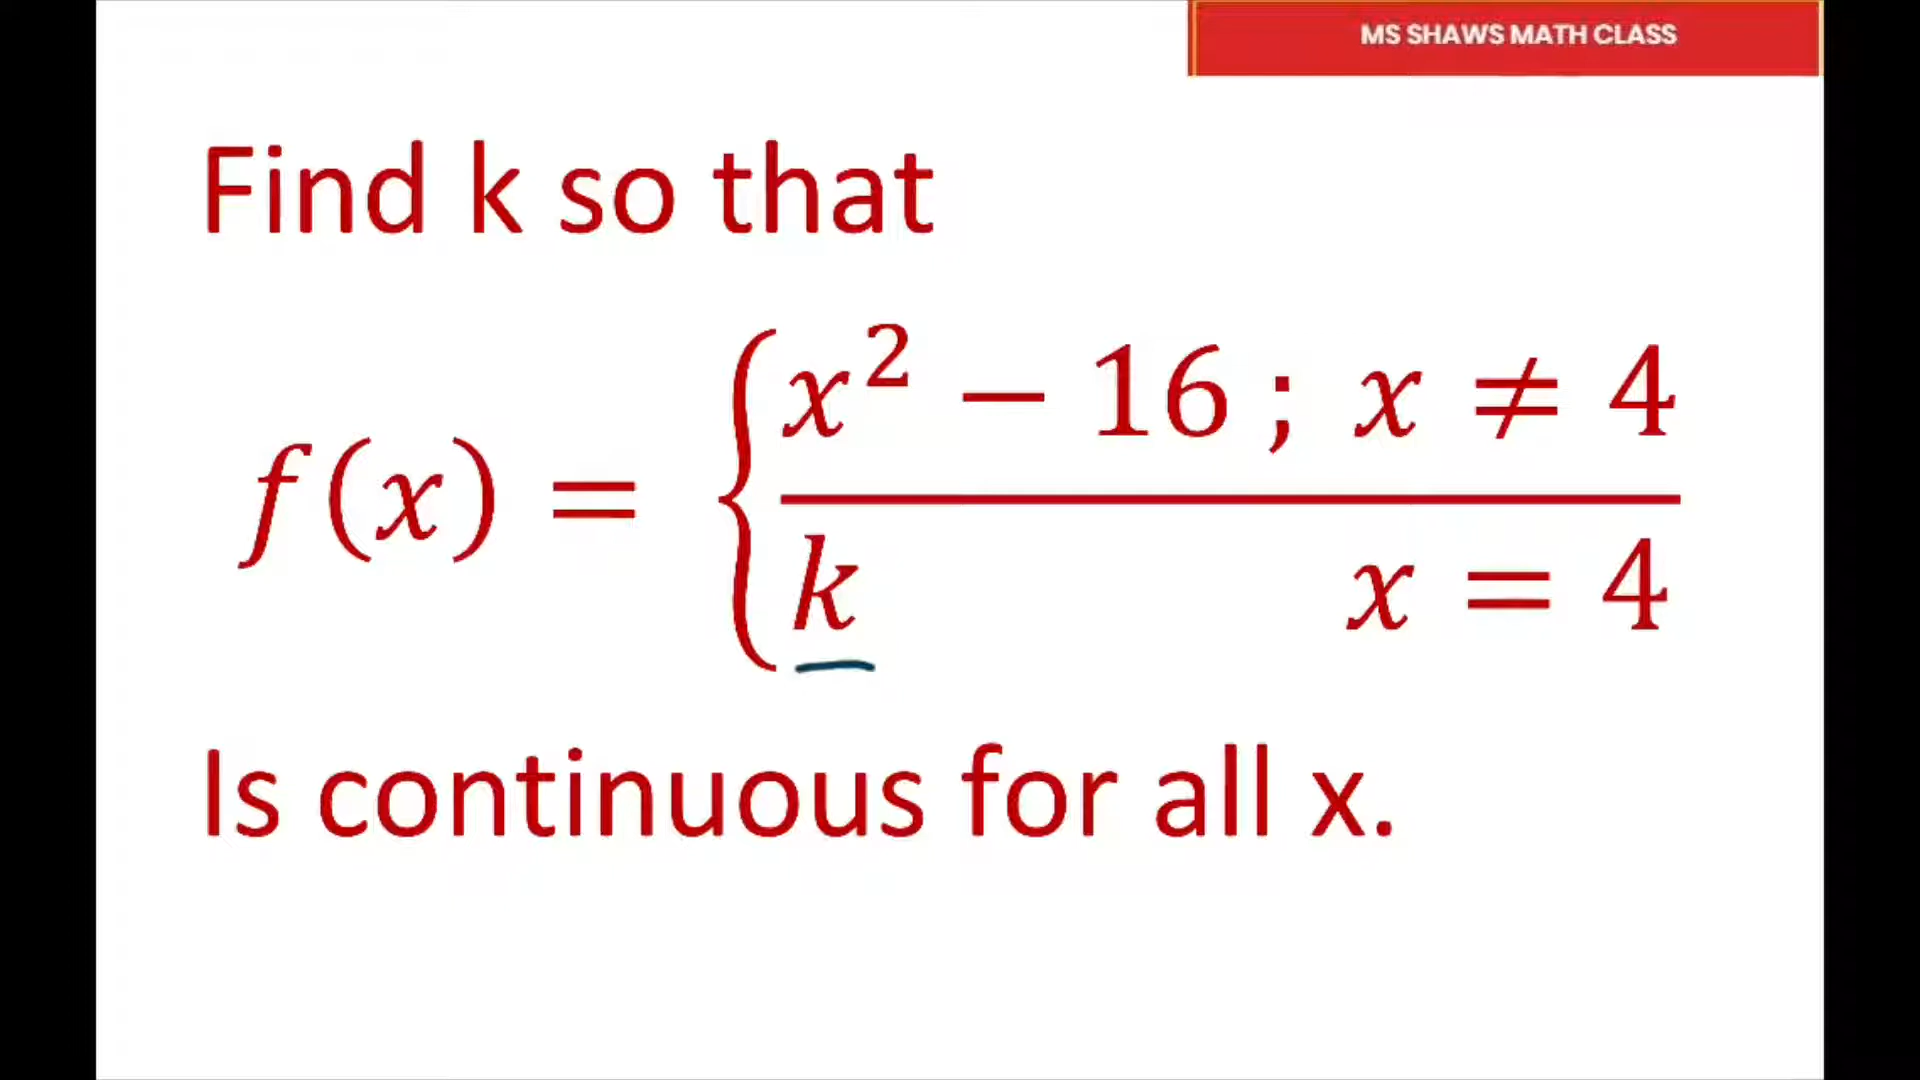 MS SHAWS MATH CLASS
Find k so that
f(x) = { x² − 16 ; x ≠ 4
k x = 4
Is continuous for all x.